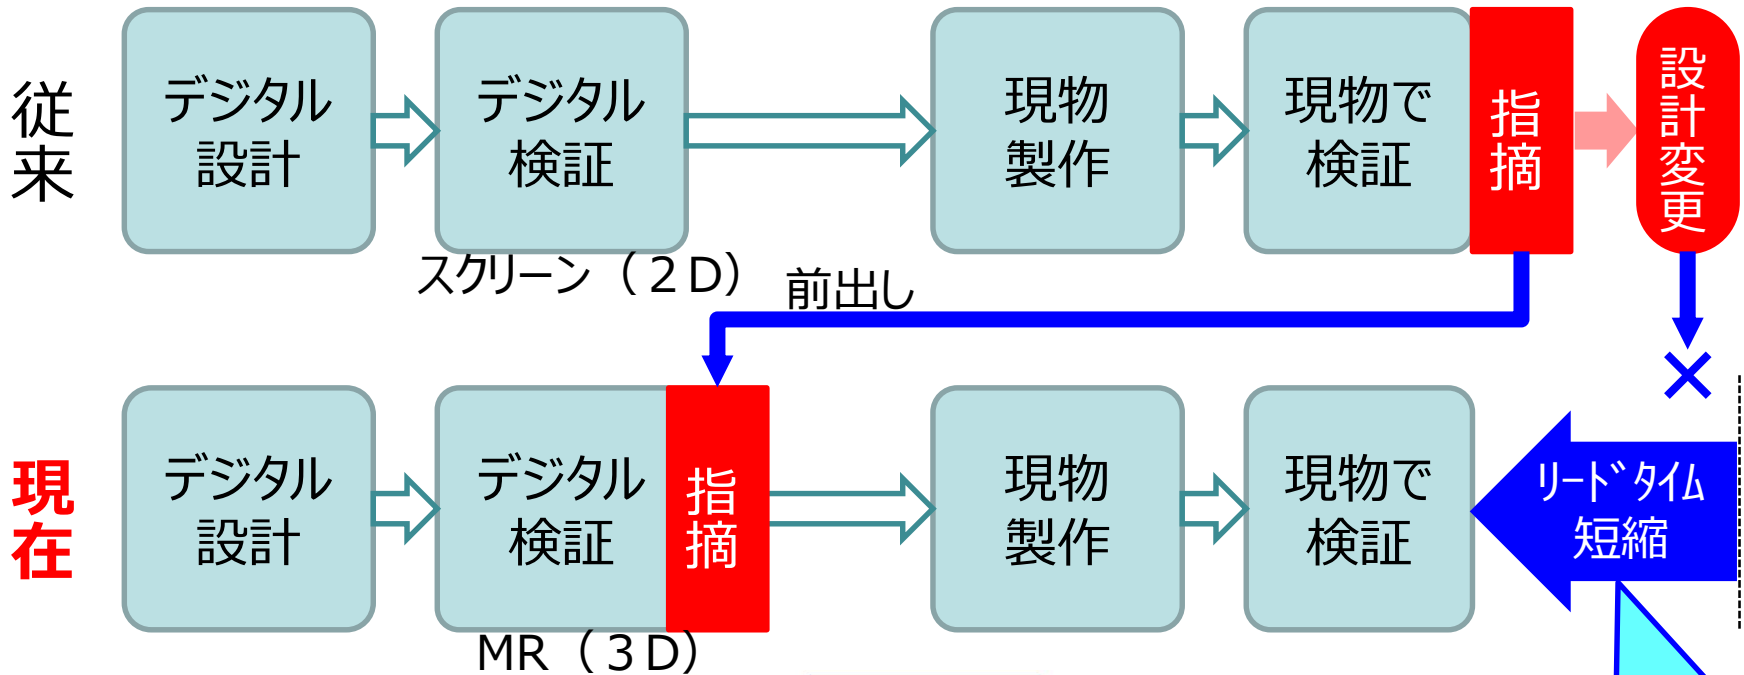 従来
デジタル
設計
デジタル
検証
現物
製作
現物で
検証
指摘
設計変更
スクリーン（２Ｄ）
前出し
現在
デジタル
設計
デジタル
検証
指摘
現物
製作
現物で
検証
ﾘｰﾄﾞﾀｲﾑ
短縮
×
MR（３Ｄ）